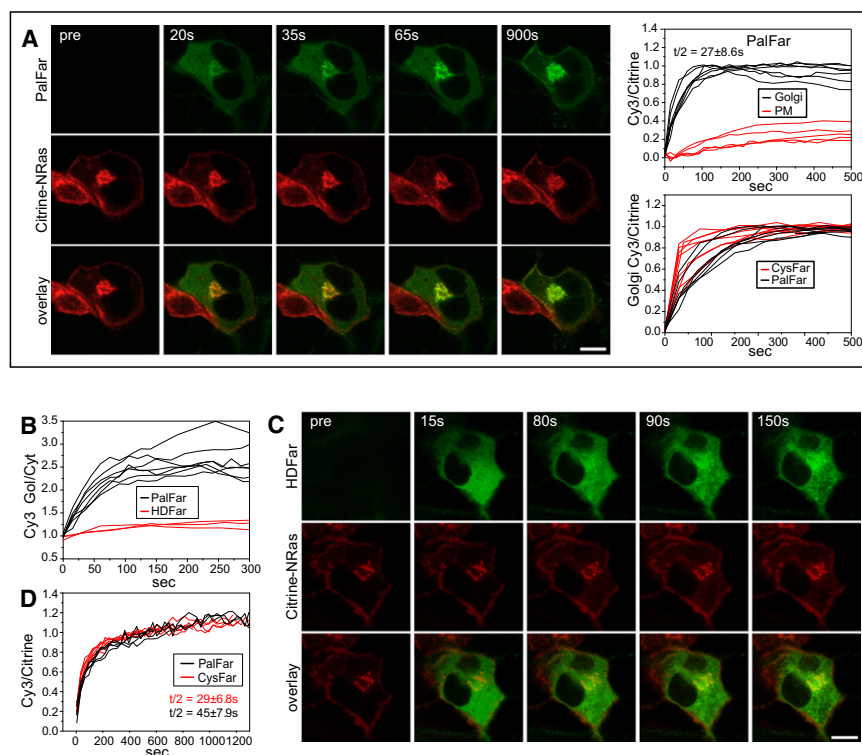 A
pre
20s
35s
65s
900s
PalFar
Citrine-NRas
overlay
PalFar
t/2 = 27±8.6s
Cy3/Citrine
1.4
1.2
1.0
0.8
0.6
0.4
0.2
0.0
Golgi
PM
0 100 200 300 400 500
sec
Golgi Cy3/Citrine
1.4
1.2
1.0
0.8
0.6
0.4
0.2
0.0
CysFar
PalFar
0 100 200 300 400 500
sec
B
Cy3 Gol/Cyt
3.5
3.0
2.5
2.0
1.5
1.0
0.5
PalFar
HDFar
0 50 100 150 200 250 300
sec
C
pre
15s
80s
90s
150s
HDFar
Citrine-NRas
overlay
D
Cy3/Citrine
1.4
1.2
1.0
0.8
0.6
0.4
0.2
0.0
PalFar
CysFar
t/2 = 29±6.8s
t/2 = 45±7.9s
0 200 400 600 800 1000 1200
sec